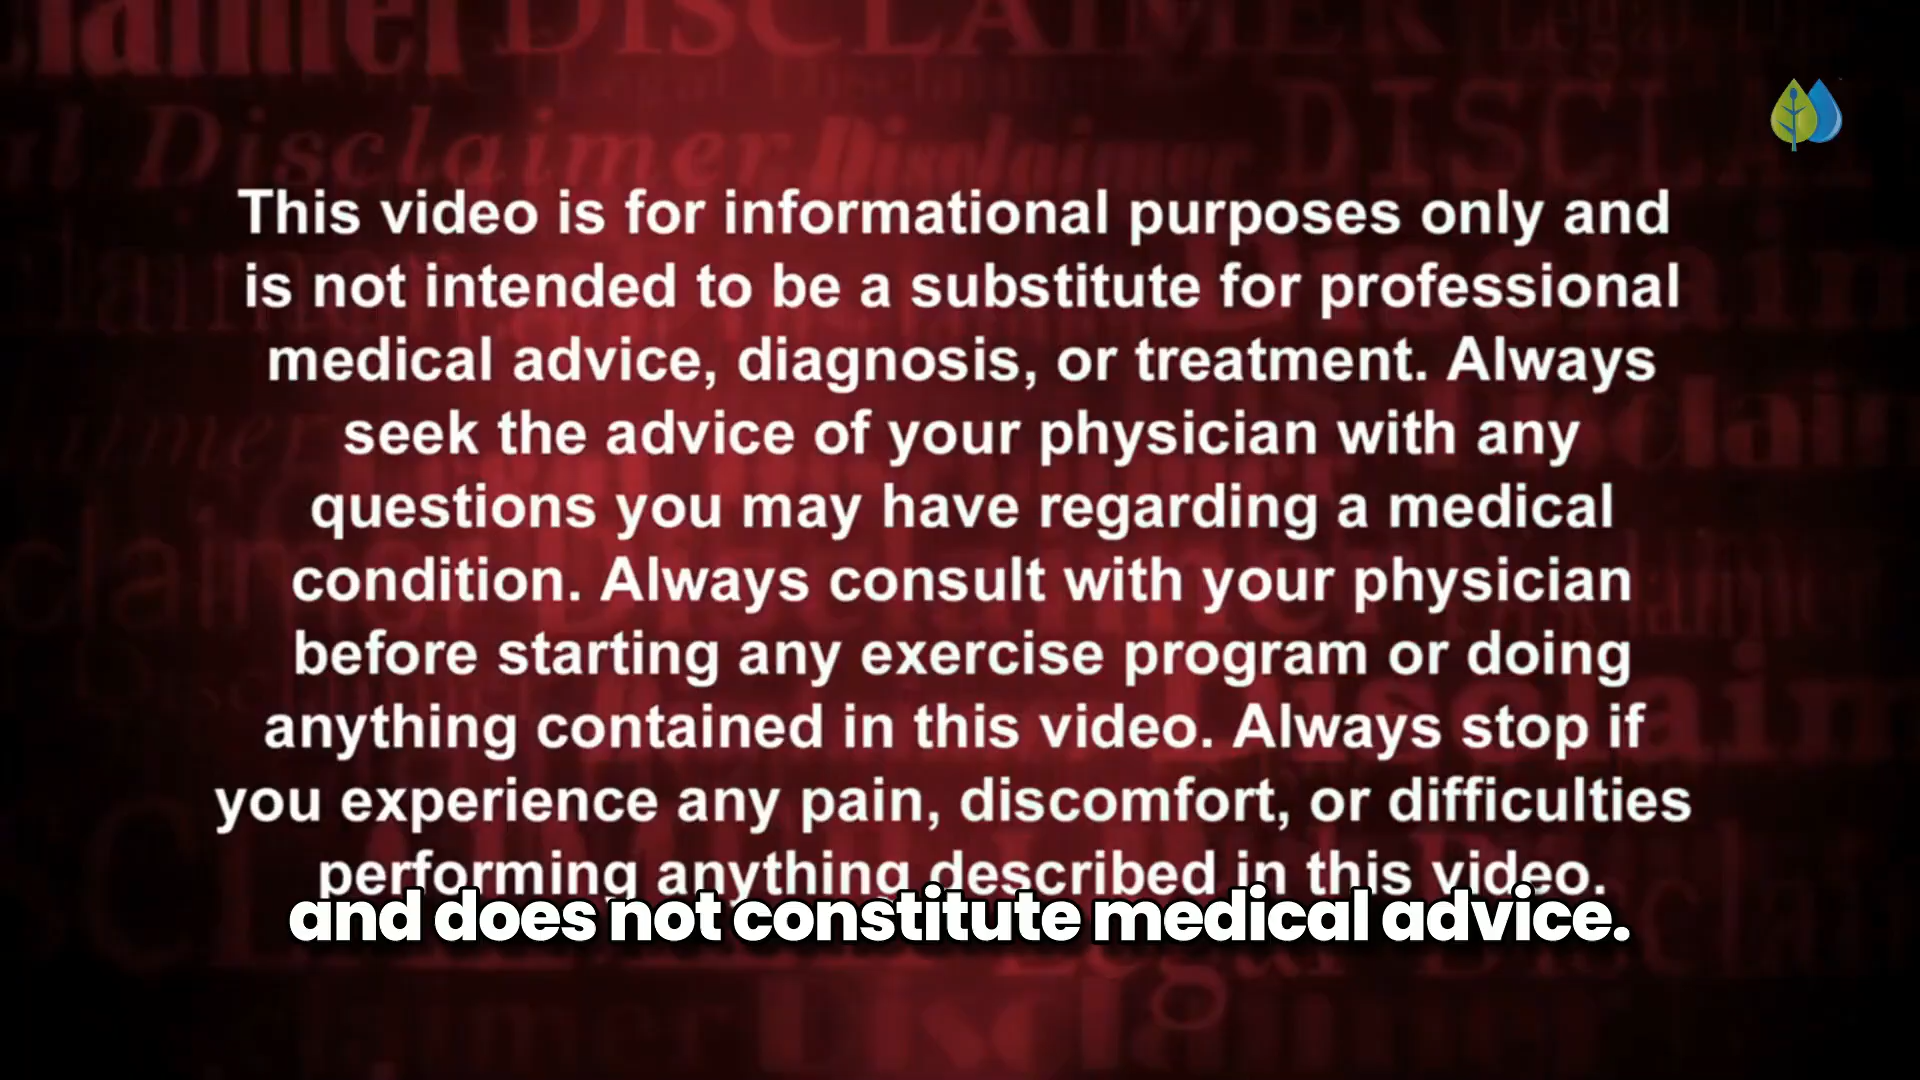 DISCLAIMER
Disclaimer Disclaimer DISCLAI
This video is for informational purposes only and
is not intended to be a substitute for professional
medical advice, diagnosis, or treatment. Always
seek the advice of your physician with any
questions you may have regarding a medical
condition. Always consult with your physician
before starting any exercise program or doing
anything contained in this video. Always stop if
you experience any pain, discomfort, or difficulties
performing anything described in this video.
and does not constitute medical advice.